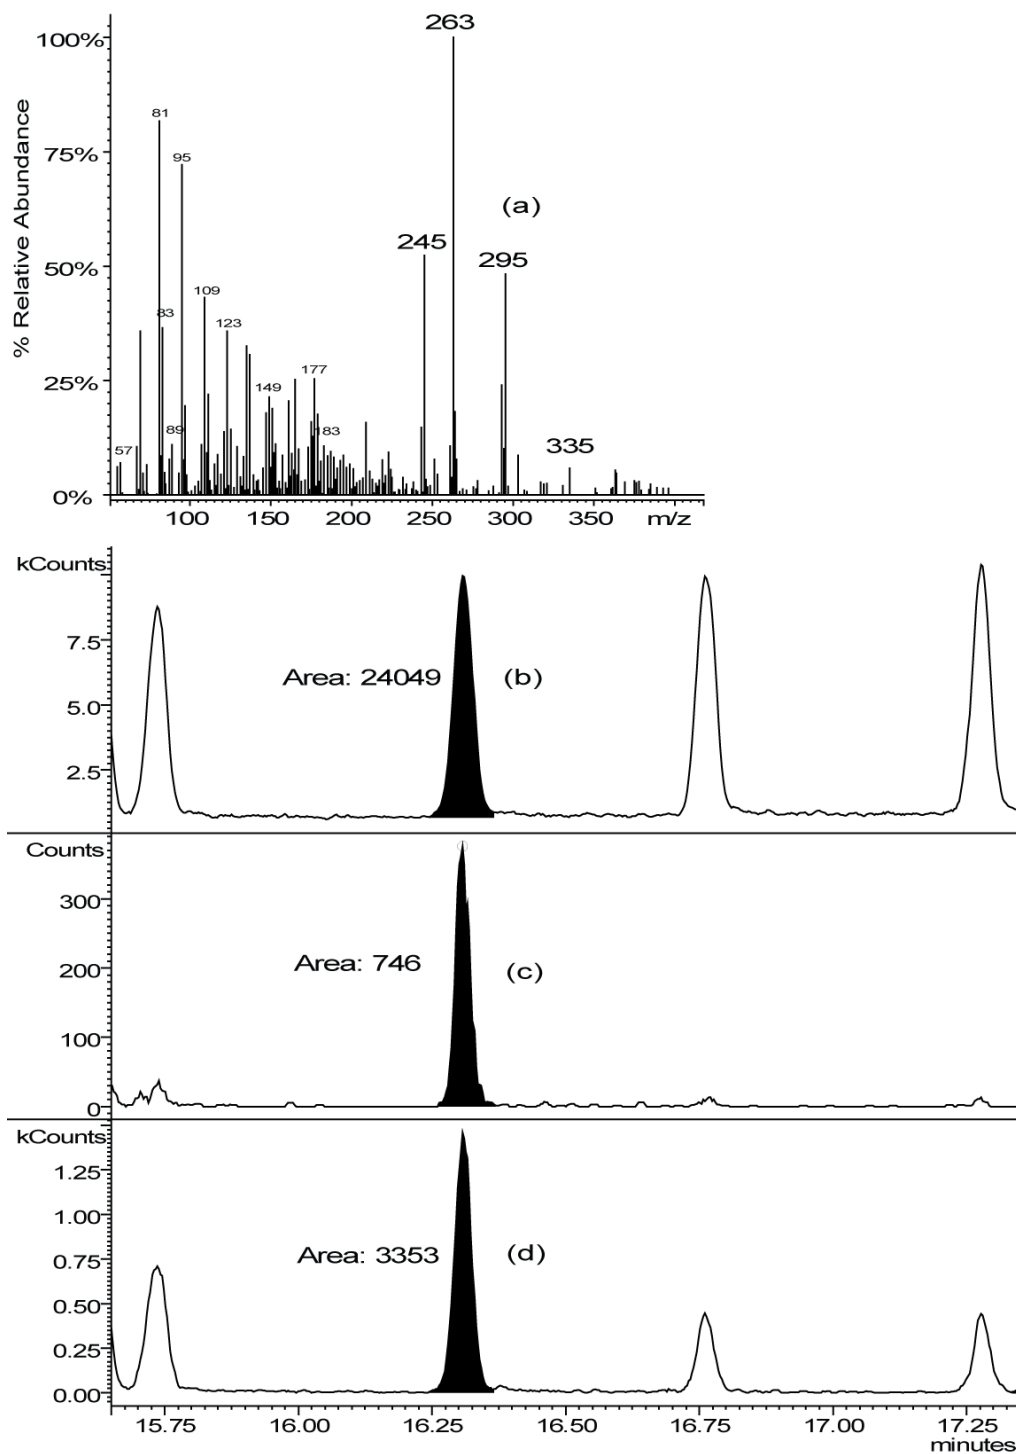 263
100%
81
75%
95
(a)
245
50%
295
109
83
123
25%
177
149
335
89
183
57
0%
100 150 200 250 300 350 m/z
% Relative Abundance
kCounts
7.5
Area: 24049 (b)
5.0
2.5
Counts
300
200
Area: 746 (c)
100
0
kCounts
1.25
1.00
Area: 3353 (d)
0.75
0.50
0.25
0.00
15.75 16.00 16.25 16.50 16.75 17.00 17.25
minutes